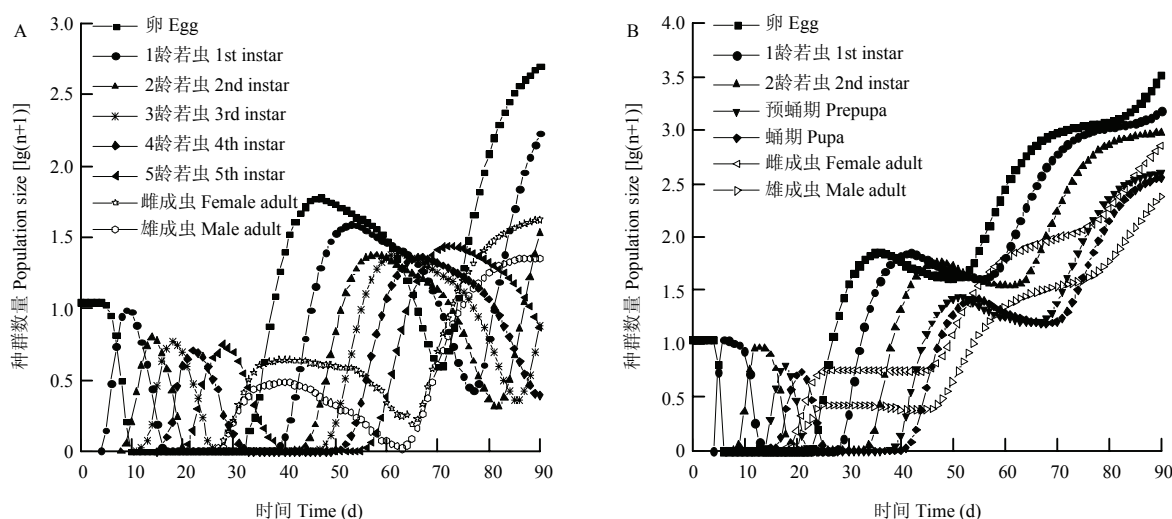 A
卵 Egg
1龄若虫 1st instar
2龄若虫 2nd instar
3龄若虫 3rd instar
4龄若虫 4th instar
5龄若虫 5th instar
雌成虫 Female adult
雄成虫 Male adult
种群数量 Population size [lg(n+1)]
3.0
2.5
2.0
1.5
1.0
0.5
0
0 10 20 30 40 50 60 70 80 90
时间 Time (d)
B
卵 Egg
1龄若虫 1st instar
2龄若虫 2nd instar
预蛹期 Prepupa
蛹期 Pupa
雌成虫 Female adult
雄成虫 Male adult
种群数量 Population size [lg(n+1)]
4.0
3.5
3.0
2.5
2.0
1.5
1.0
0.5
0
0 10 20 30 40 50 60 70 80 90
时间 Time (d)